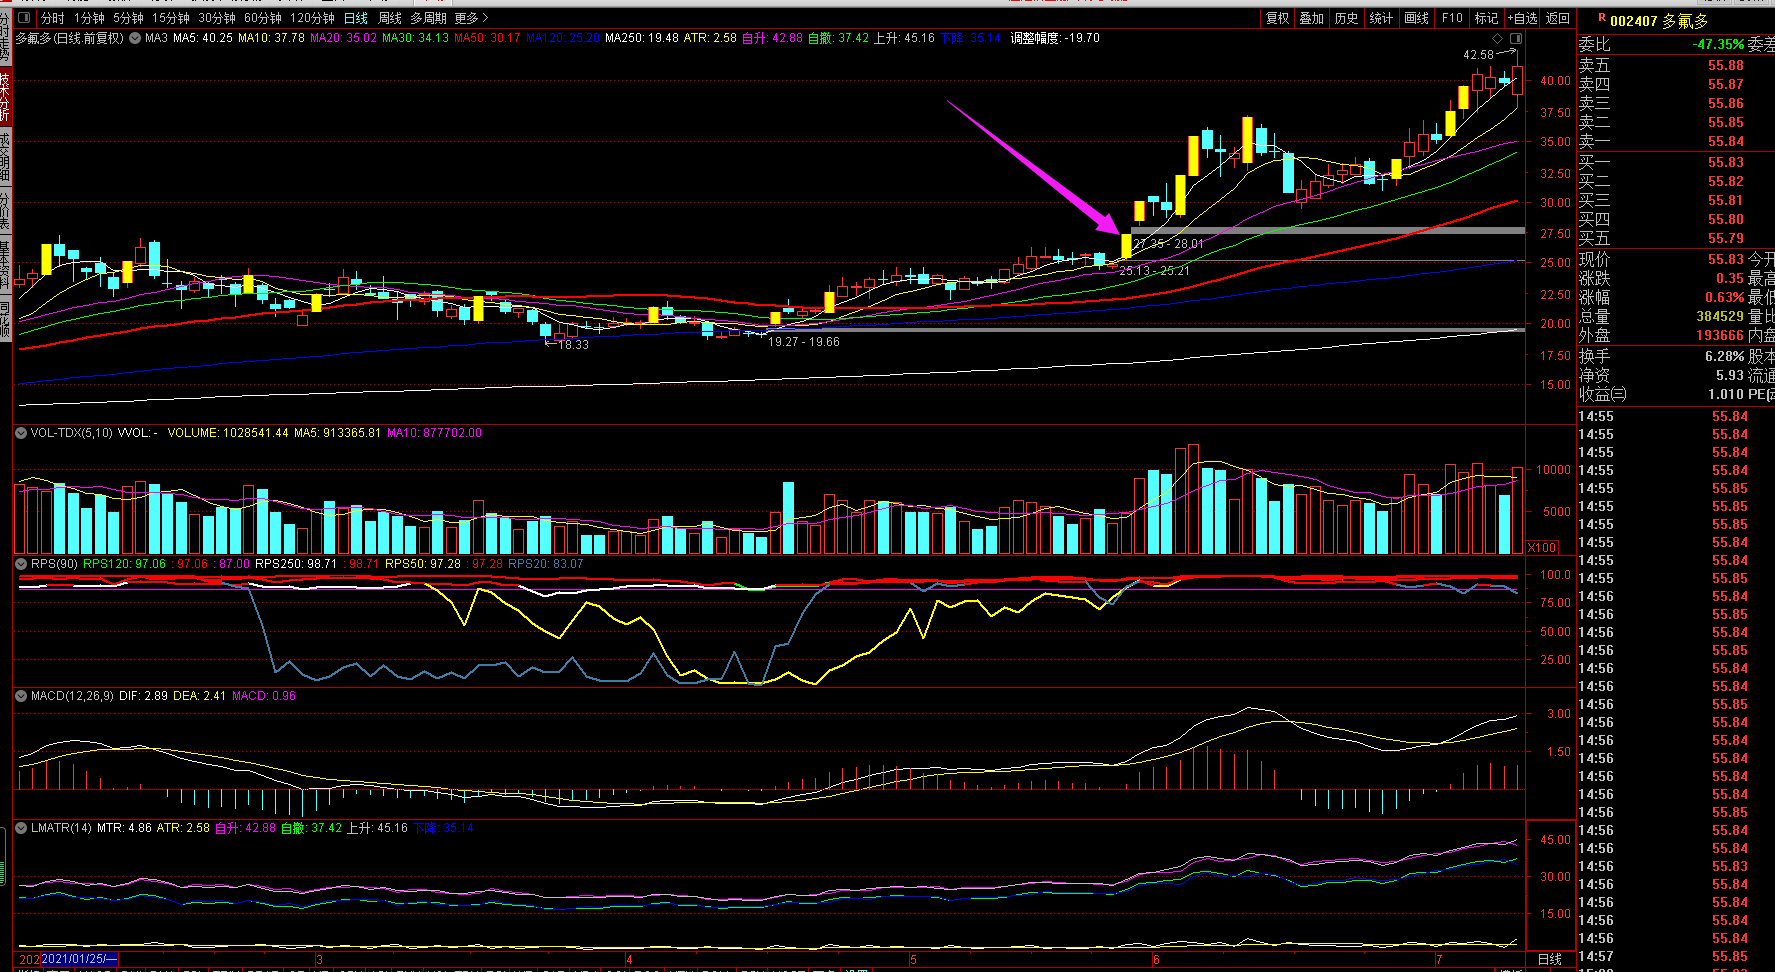 分时 1分钟 5分钟 15分钟 30分钟 60分钟 120分钟 日线 周线 多周期 更多 >
复权 叠加 历史 统计 画线 F10 标记 +自选 返回
R 002407 多氟多
多氟多(日线.前复权) MA3 MA5: 40.25 MA10: 37.78 MA20: 35.02 MA30: 34.13 MA50: 30.17 MA120: 25.20 MA250: 19.48 ATR: 2.58 自升: 42.88 自撤: 37.42 上升: 45.16 下降: 35.14 调整幅度: -19.70
42.58
40.00
37.50
35.00
32.50
30.00
27.50
25.00
22.50
20.00
17.50
15.00
27.35 - 28.01
25.13 - 25.21
19.27 - 19.66
18.33
VOL-TDX(5,10) VVOL: - VOLUME: 1028541.44 MA5: 913365.81 MA10: 877702.00
10000
5000
X100
RPS(90) RPS120: 97.06 : 97.06 : 87.00 RPS250: 98.71 : 98.71 RPS50: 97.28 : 97.28 RPS20: 83.07
100.0
75.00
50.00
25.00
MACD(12,26,9) DIF: 2.89 DEA: 2.41 MACD: 0.96
3.00
1.50
LMATR(14) MTR: 4.86 ATR: 2.58 自升: 42.88 自撤: 37.42 上升: 45.16 下降: 35.14
45.00
30.00
15.00
202 2021/01/25/一 3 4 5 6 7 日线
分时走势
技术分析
成交明细
分价表
基本资料
同花顺
委比 -47.35% 委差
卖五 55.88
卖四 55.87
卖三 55.86
卖二 55.85
卖一 55.84
买一 55.83
买二 55.82
买三 55.81
买四 55.80
买五 55.79
现价 55.83 今开
涨跌 0.35 最高
涨幅 0.63% 最低
总量 384529 量比
外盘 193666 内盘
换手 6.28% 股本
净资 5.93 流通
收益㈢ 1.010 PE(动
14:55 55.84
14:55 55.84
14:55 55.84
14:55 55.84
14:55 55.85
14:55 55.85
14:55 55.85
14:55 55.84
14:55 55.84
14:55 55.85
14:56 55.84
14:56 55.85
14:56 55.84
14:56 55.85
14:56 55.84
14:56 55.84
14:56 55.85
14:56 55.84
14:56 55.84
14:56 55.84
14:56 55.84
14:56 55.84
14:56 55.85
14:56 55.84
14:56 55.84
14:56 55.83
14:56 55.84
14:56 55.84
14:56 55.84
14:56 55.84
14:57 55.85